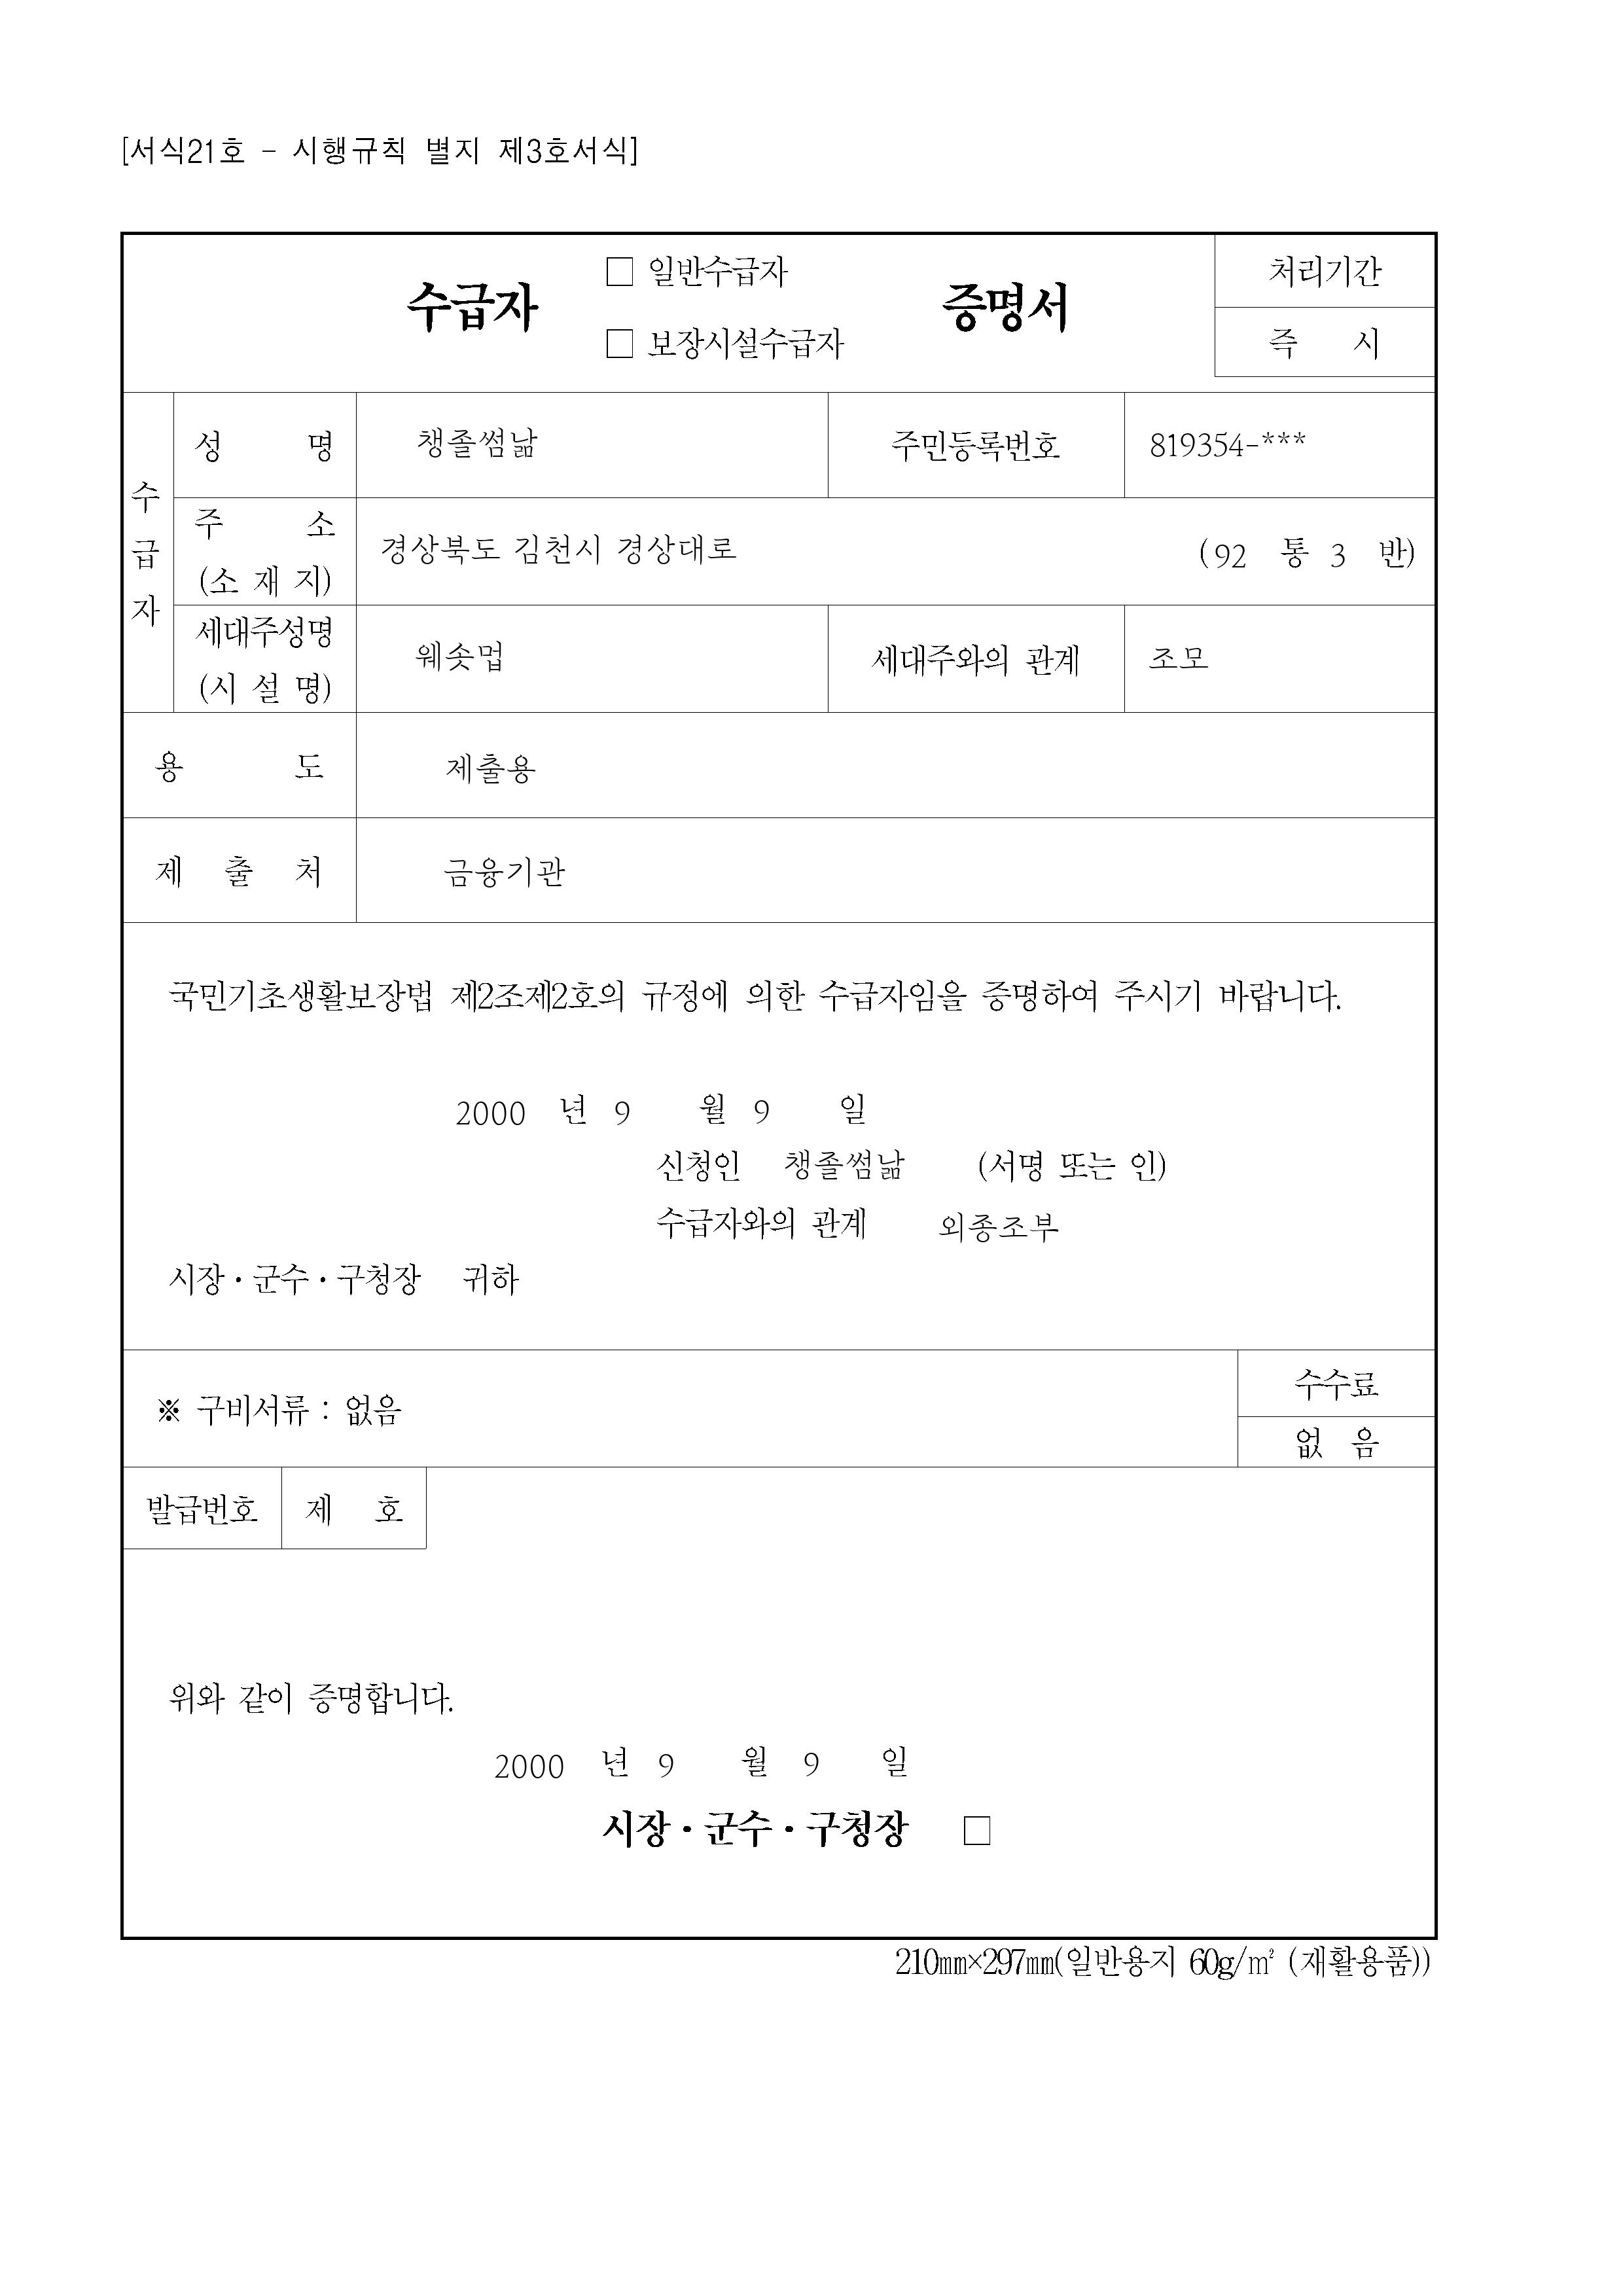 [서식21호 - 시행규칙 별지 제3호서식]
수급자 □ 일반수급자 □ 보장시설수급자 증명서
처리기간
즉 시
수급자
성 명 챙졸썸낢 주민등록번호 819354-***
주 소 (소 재 지) 경상북도 김천시 경상대로 (92 통 3 반)
세대주성명 (시 설 명) 웨솟멉 세대주와의 관계 조모
용 도 제출용
제 출 처 금융기관
국민기초생활보장법 제2조제2호의 규정에 의한 수급자임을 증명하여 주시기 바랍니다.
2000 년 9 월 9 일
신청인 챙졸썸낢 (서명 또는 인)
수급자와의 관계 외종조부
시장·군수·구청장 귀하
※ 구비서류 : 없음
수수료
없 음
발급번호 제 호
위와 같이 증명합니다.
2000 년 9 월 9 일
시장·군수·구청장 □
210㎜×297㎜(일반용지 60g/㎡ (재활용품))